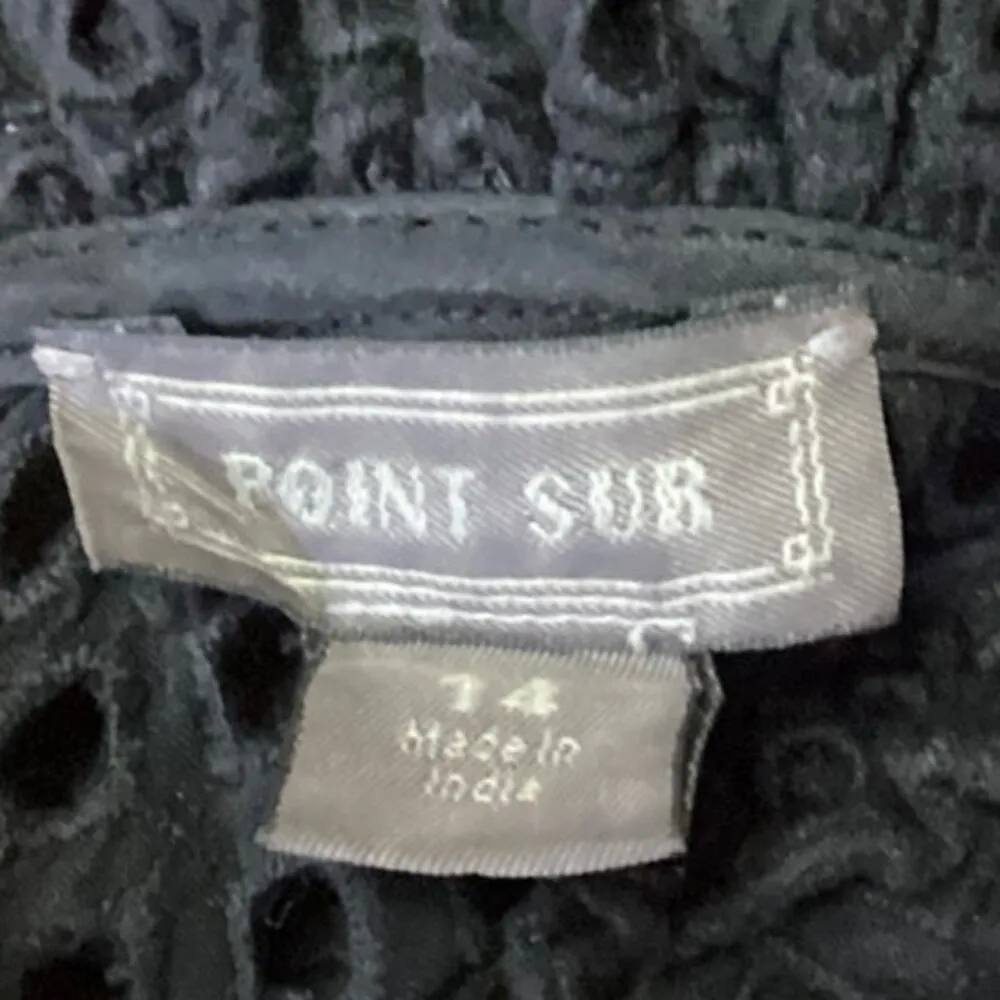 POINT SUR
14
Made In
India